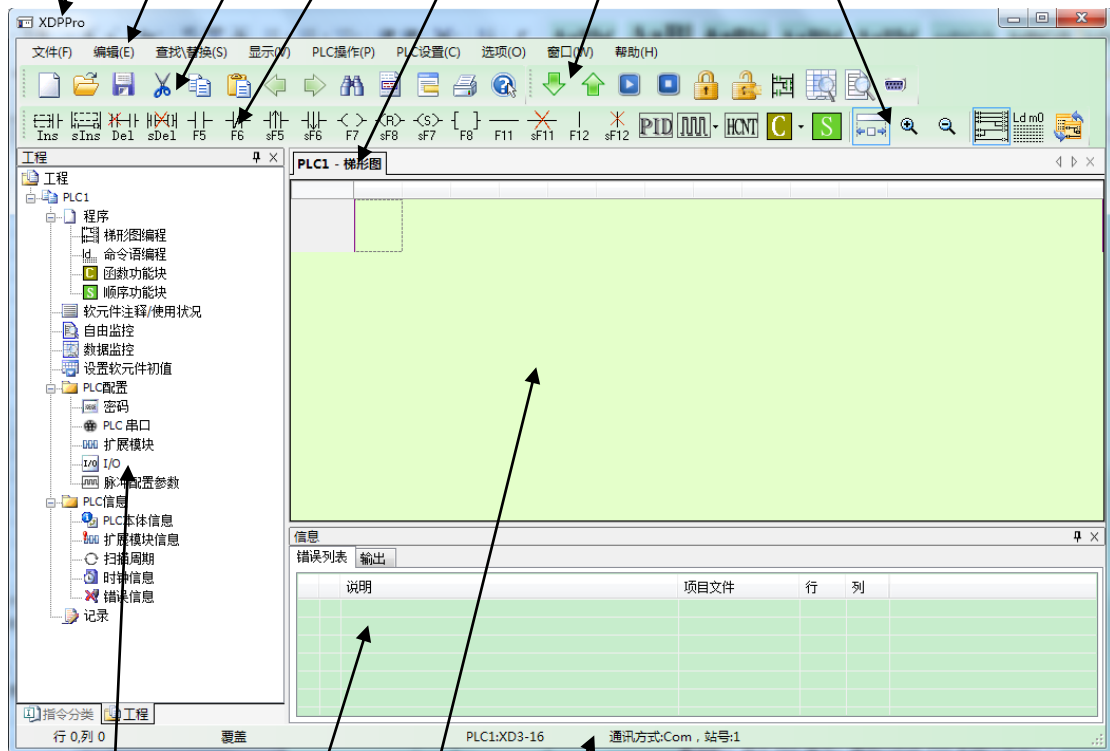 XDPPro
文件(F) 编辑(E) 查找\替换(S) 显示(V) PLC操作(P) PLC设置(C) 选项(O) 窗口(W) 帮助(H)
Ins sIns Del sDel F5 F6 sF5 sF6 F7 sF8 sF7 F8 F11 sF11 F12 sF12 PID HCNT C S Ld m0
工程
PLC1 - 梯形图
工程
PLC1
程序
梯形图编程
ld 命令语编程
C 函数功能块
S 顺序功能块
软元件注释/使用状况
自由监控
数据监控
设置软元件初值
PLC配置
密码
PLC 串口
扩展模块
I/O I/O
脉冲配置参数
PLC信息
PLC本体信息
扩展模块信息
扫描周期
时钟信息
错误信息
记录
指令分类 工程
信息
错误列表 输出
说明 项目文件 行 列
行 0,列 0 覆盖 PLC1:XD3-16 通讯方式:Com，站号:1